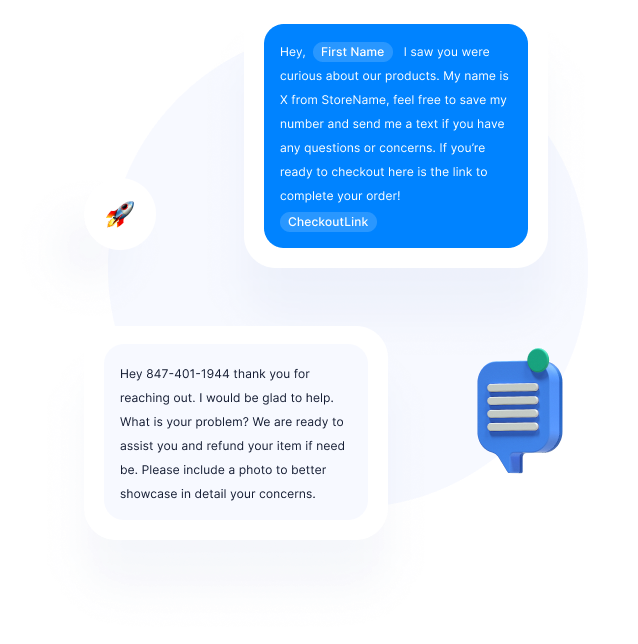 Hey, First Name I saw you were
curious about our products. My name is
X from StoreName, feel free to save my
number and send me a text if you have
any questions or concerns. If you’re
ready to checkout here is the link to
complete your order!
CheckoutLink
Hey 847-401-1944 thank you for
reaching out. I would be glad to help.
What is your problem? We are ready to
assist you and refund your item if need
be. Please include a photo to better
showcase in detail your concerns.